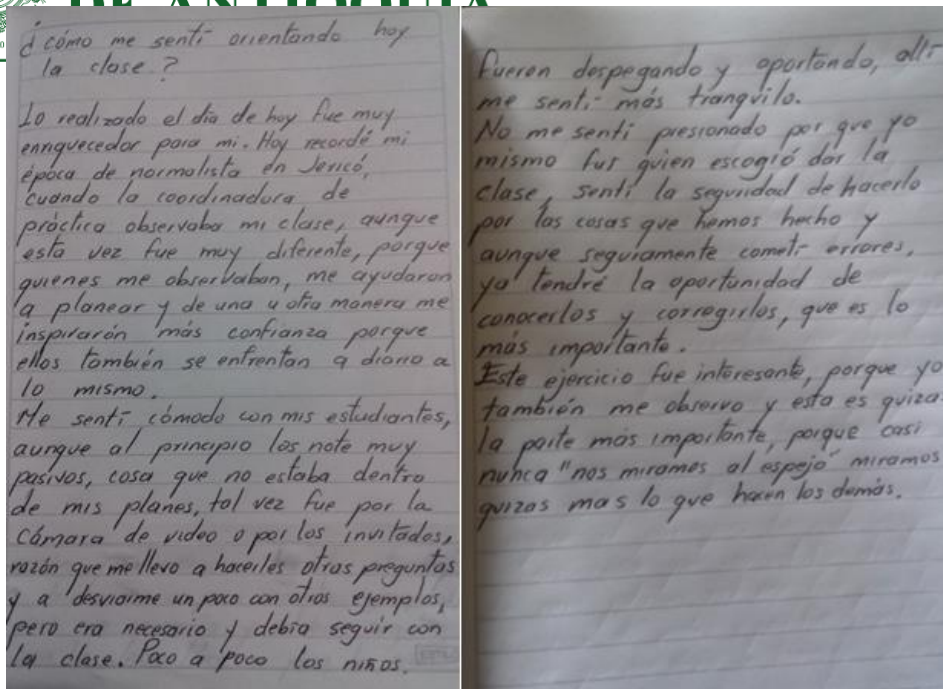 DE ANTIOQUIA
¿cómo me sentí orientando hoy
la clase?
Lo realizado el día de hoy fue muy
enriquecedor para mi. Hoy recordé mi
época de normalista en Jericó,
cuando la coordinadora de
práctica observaba mi clase, aunque
esta vez fue muy diferente, porque
quienes me observaban, me ayudaron
a planear y de una u otra manera me
inspirarón más confianza porque
ellos también se enfrentan a diario a
lo mismo.
Me sentí cómodo con mis estudiantes,
aunque al principio los note muy
pasivos, cosa que no estaba dentro
de mis planes, tal vez fue por la
cámara de video o por los invitados,
razón que me llevo a hacerles otras preguntas
y a desviarme un poco con otros ejemplos,
pero era necesario y debía seguir con
la clase. Poco a poco los niños.
fueron despegando y aportando, allí
me sentí más tranquilo.
No me sentí presionado por que yo
mismo fui quien escogió dar la
clase, sentí la seguridad de hacerlo
por las cosas que hemos hecho y
aunque seguramente cometí errores,
ya tendré la oportunidad de
conocerlos y corregirlos, que es lo
más importante.
Este ejercicio fue interesante, porque yo
también me observo y esta es quiza
la parte más importante, porque casi
nunca "nos miramos al espejo" miramos
quizas mas lo que hacen los demás.